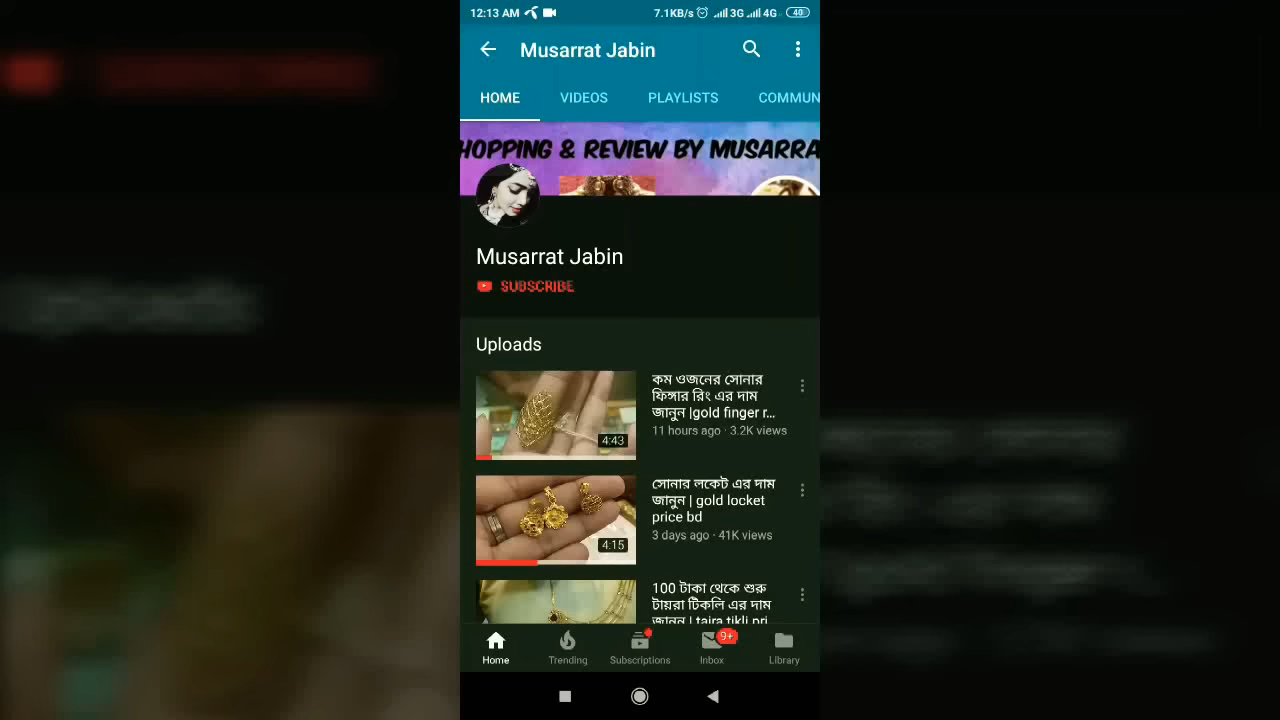 12:13 AM 7.1KB/s 3G 4G 40
Musarrat Jabin
HOME VIDEOS PLAYLISTS COMMUN
HOPPING & REVIEW BY MUSARRA
Musarrat Jabin
SUBSCRIBE
Uploads
কম ওজনের সোনার
ফিঙ্গার রিং এর দাম
জানুন |gold finger r...
11 hours ago · 3.2K views
4:43
সোনার লকেট এর দাম
জানুন | gold locket
price bd
3 days ago · 41K views
4:15
100 টাকা থেকে শুরু
টায়রা টিকলি এর দাম
জানুন | taira tikli pri
9+
Home Trending Subscriptions Inbox Library